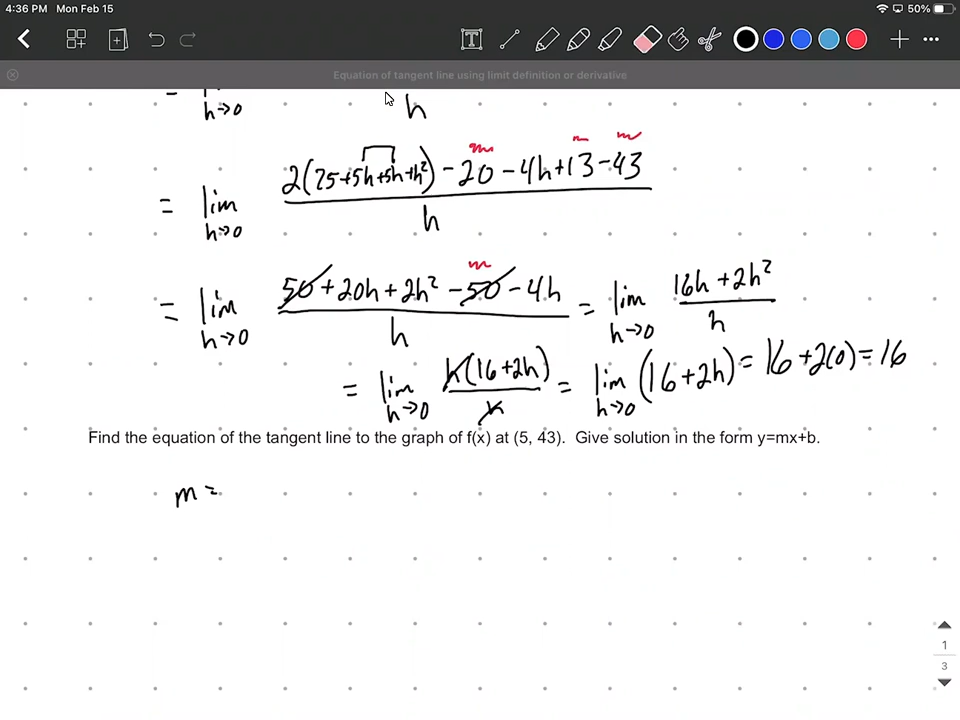 4:36 PM Mon Feb 15 50%
Equation of tangent line using limit definition or derivative
h→0 h
= lim h→0 2(25+5h+5h+h²) - 20 - 4h + 13 - 43 / h
= lim h→0 50 + 20h + 2h² - 50 - 4h / h = lim h→0 16h + 2h² / h
= lim h→0 h(16+2h) / h = lim h→0 (16+2h) = 16+2(0) = 16
Find the equation of the tangent line to the graph of f(x) at (5, 43). Give solution in the form y=mx+b.
m =
1
3